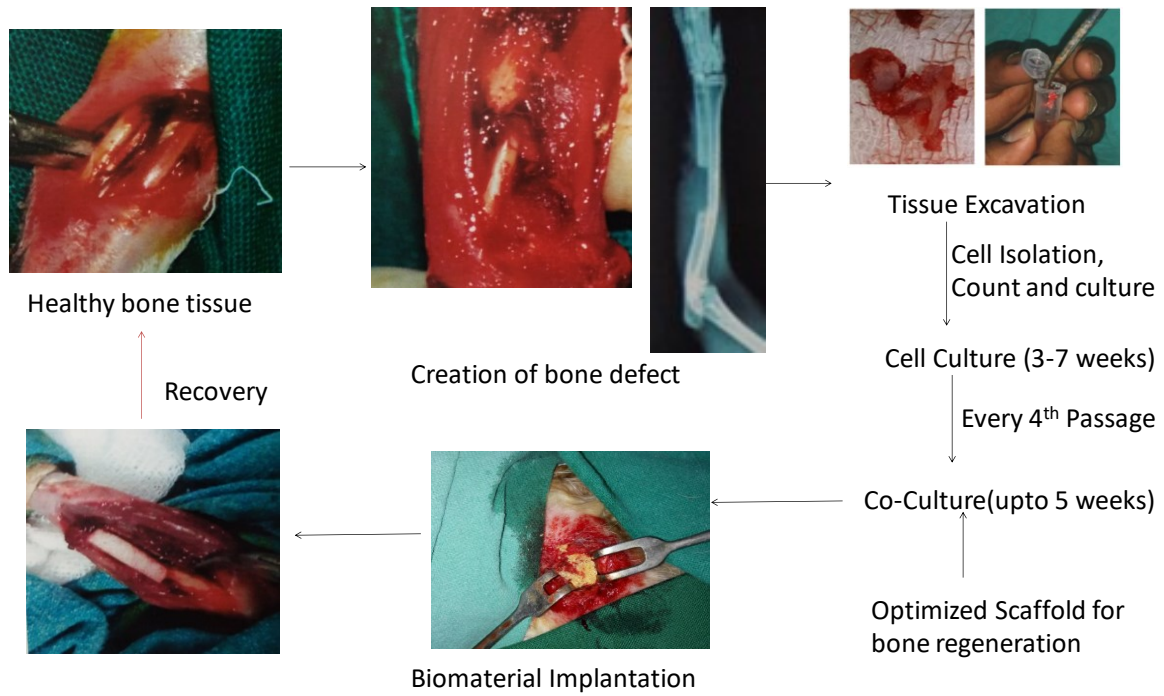 Healthy bone tissue
Creation of bone defect
Tissue Excavation
Cell Isolation,
Count and culture
Cell Culture (3-7 weeks)
Every 4th Passage
Co-Culture(upto 5 weeks)
Optimized Scaffold for
bone regeneration
Biomaterial Implantation
Recovery